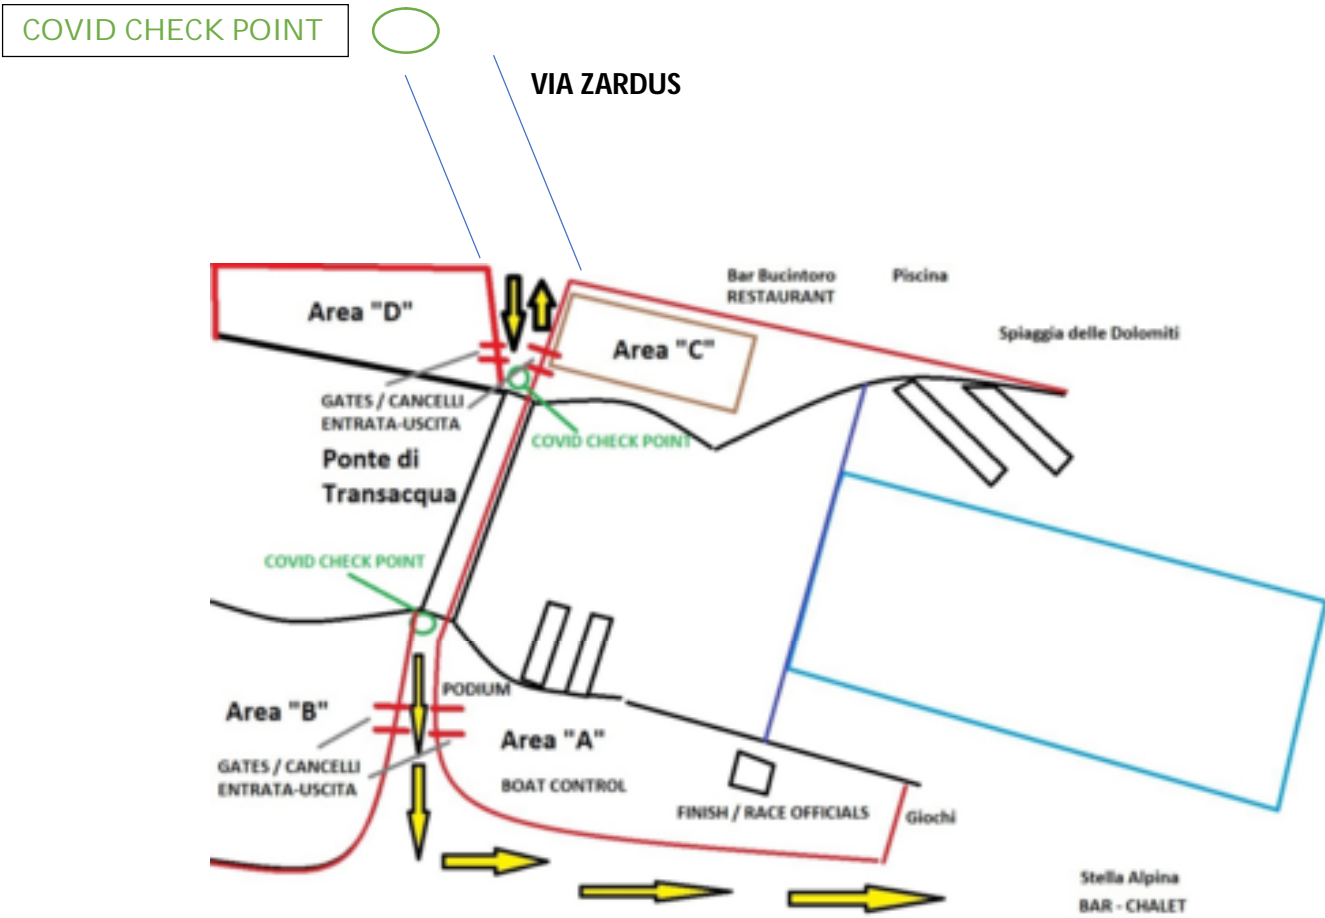 COVID CHECK POINT
VIA ZARDUS
Bar Bucintoro
RESTAURANT
Piscina
Area "D"
Spiaggia delle Dolomiti
Area "C"
GATES / CANCELLI
ENTRATA-USCITA
COVID CHECK POINT
Ponte di
Transacqua
COVID CHECK POINT
PODIUM
Area "B"
Area "A"
GATES / CANCELLI
ENTRATA-USCITA
BOAT CONTROL
FINISH / RACE OFFICIALS
Giochi
Stella Alpina
BAR - CHALET